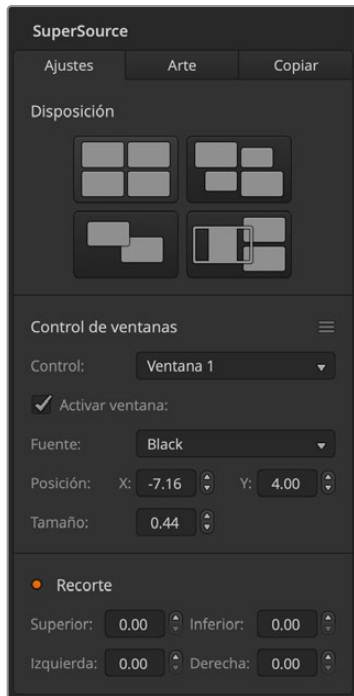 SuperSource
Ajustes Arte Copiar
Disposición
Control de ventanas
Control: Ventana 1
Activar ventana:
Fuente: Black
Posición: X: -7.16 Y: 4.00
Tamaño: 0.44
Recorte
Superior: 0.00 Inferior: 0.00
Izquierda: 0.00 Derecha: 0.00